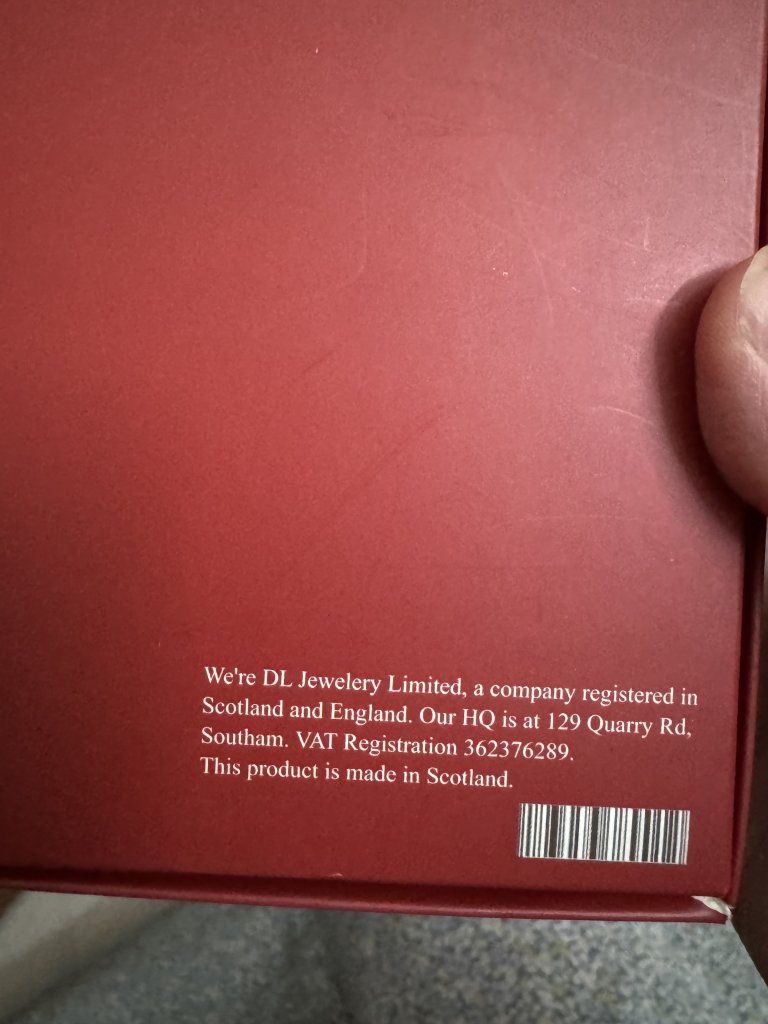 We're DL Jewelery Limited, a company registered in
Scotland and England. Our HQ is at 129 Quarry Rd,
Southam. VAT Registration 362376289.
This product is made in Scotland.